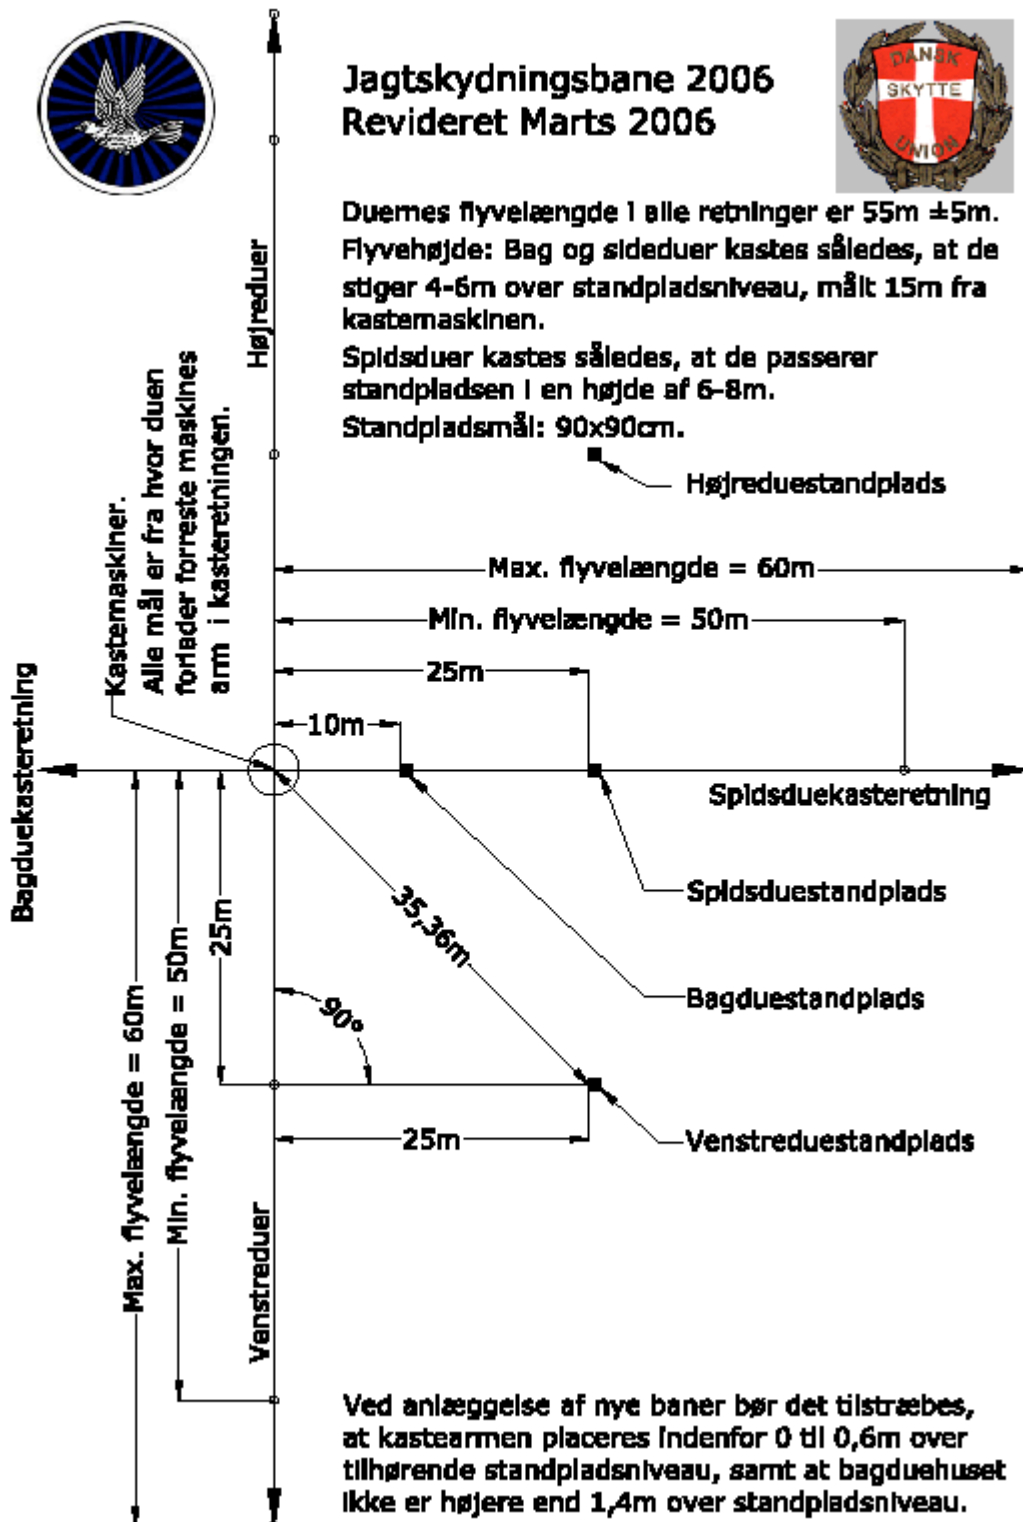 DANSK
SKYTTE
UNION
Jagtskydningsbane 2006
Revideret Marts 2006
Duernes flyvelængde i alle retninger er 55m ±5m.
Flyvehøjde: Bag og sideduer kastes således, at de
stiger 4-6m over standpladsniveau, målt 15m fra
kastemaskinen.
Spidsduer kastes således, at de passerer
standpladsen i en højde af 6-8m.
Standpladsmål: 90x90cm.
Højreduer
Højreduestandplads
Kastemaskiner.
Alle mål er fra hvor duen
forlader forreste maskines
arm i kasteretningen.
Max. flyvelængde = 60m
Min. flyvelængde = 50m
25m
10m
Bagduekasteretning
Spidsduekasteretning
Spidsduestandplads
35,36m
25m
Bagduestandplads
90°
Max. flyvelængde = 60m
Min. flyvelængde = 50m
25m
Venstreduestandplads
Venstreduer
Ved anlæggelse af nye baner bør det tilstræbes,
at kastearmen placeres indenfor 0 til 0,6m over
tilhørende standpladsniveau, samt at bagduehuset
ikke er højere end 1,4m over standpladsniveau.